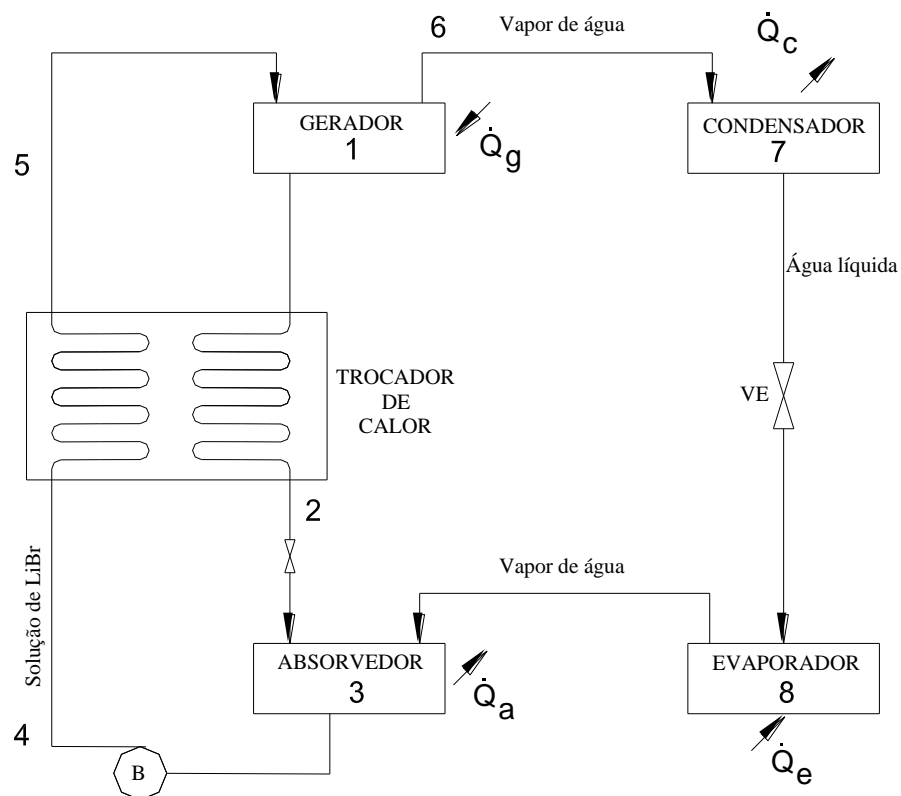 6
Vapor de água
Q̇c
GERADOR
1
Q̇g
CONDENSADOR
7
5
Água líquida
TROCADOR
DE
CALOR
VE
2
Solução de LiBr
Vapor de água
ABSORVEDOR
3
Q̇a
EVAPORADOR
8
4
B
Q̇e